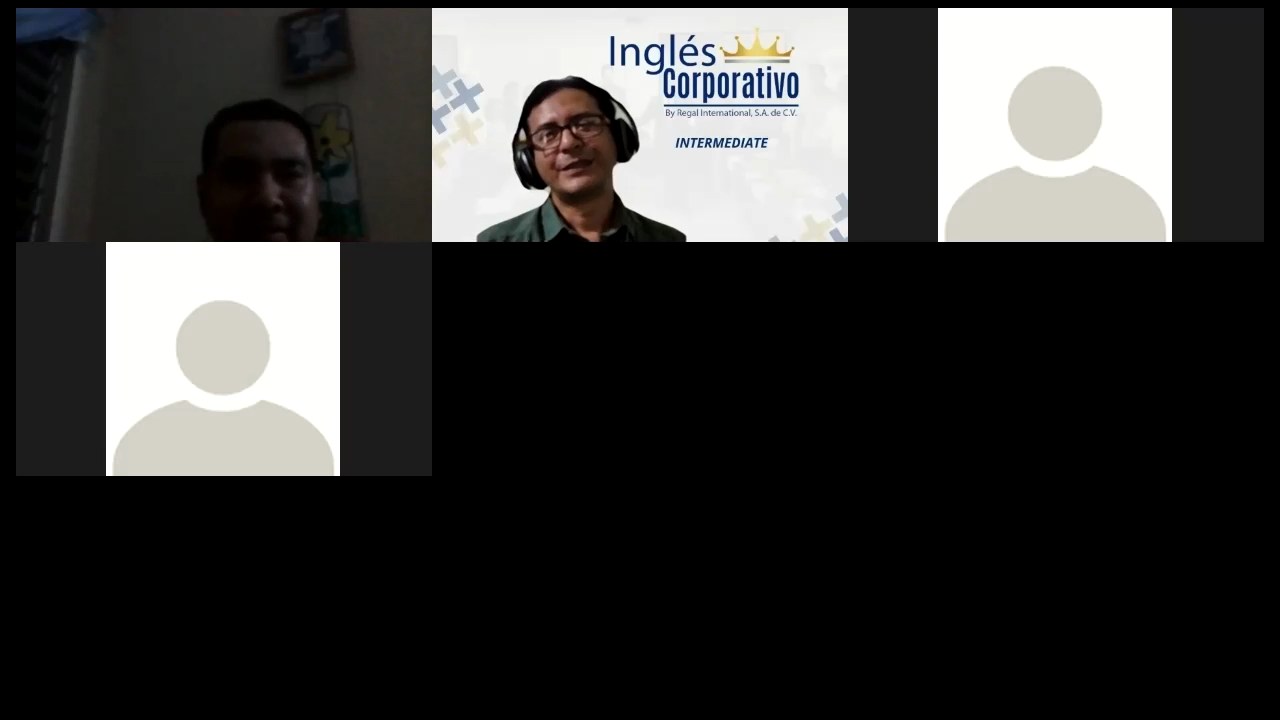 Inglés
Corporativo
By Regal International, S.A. de C.V.
INTERMEDIATE